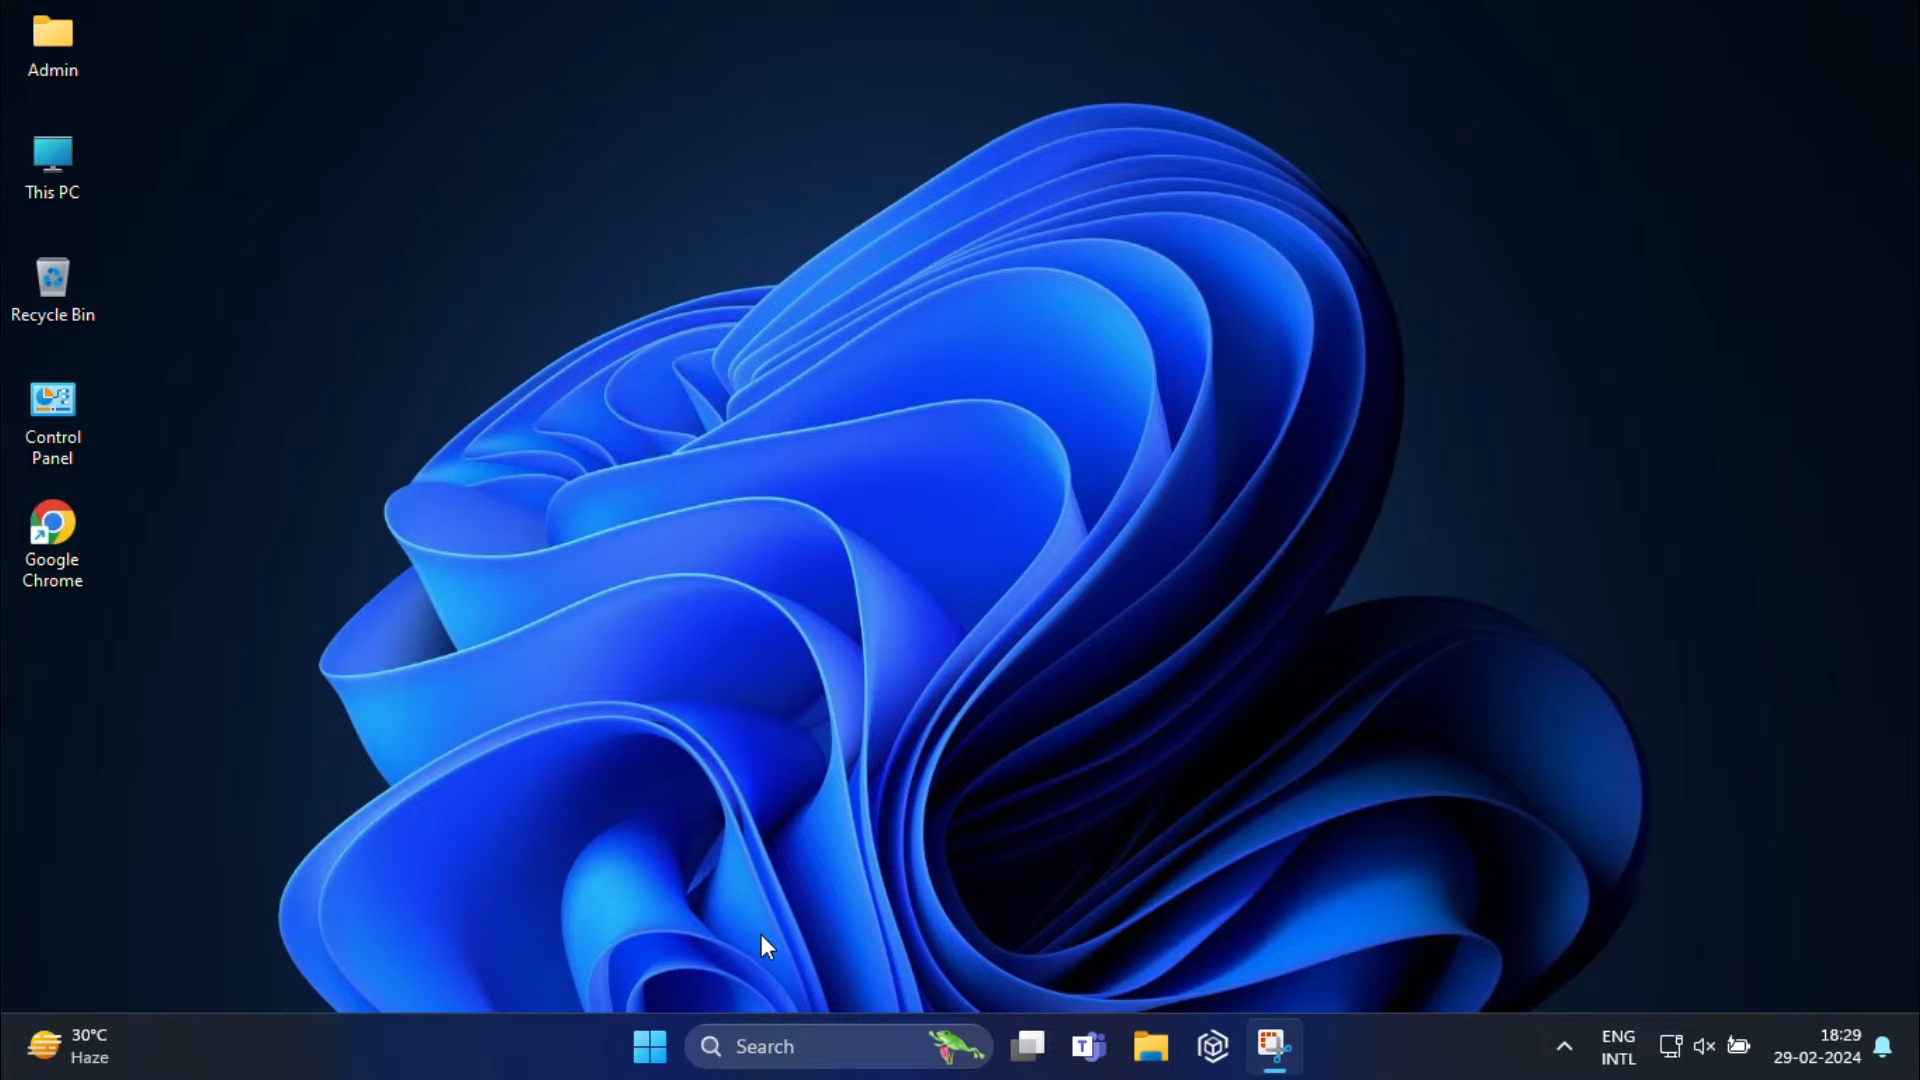 Admin
This PC
Recycle Bin
Control
Panel
Google
Chrome
30°C
Haze
Search
T
ENG
INTL
18:29
29-02-2024